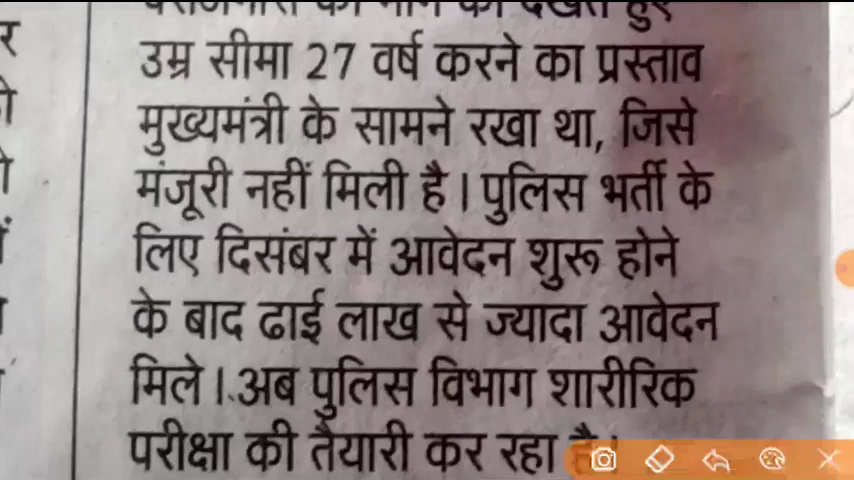 उम्र सीमा 27 वर्ष करने का प्रस्ताव
मुख्यमंत्री के सामने रखा था, जिसे
मंजूरी नहीं मिली है। पुलिस भर्ती के
लिए दिसंबर में आवेदन शुरू होने
के बाद ढाई लाख से ज्यादा आवेदन
मिले। अब पुलिस विभाग शारीरिक
परीक्षा की तैयारी कर रहा है।